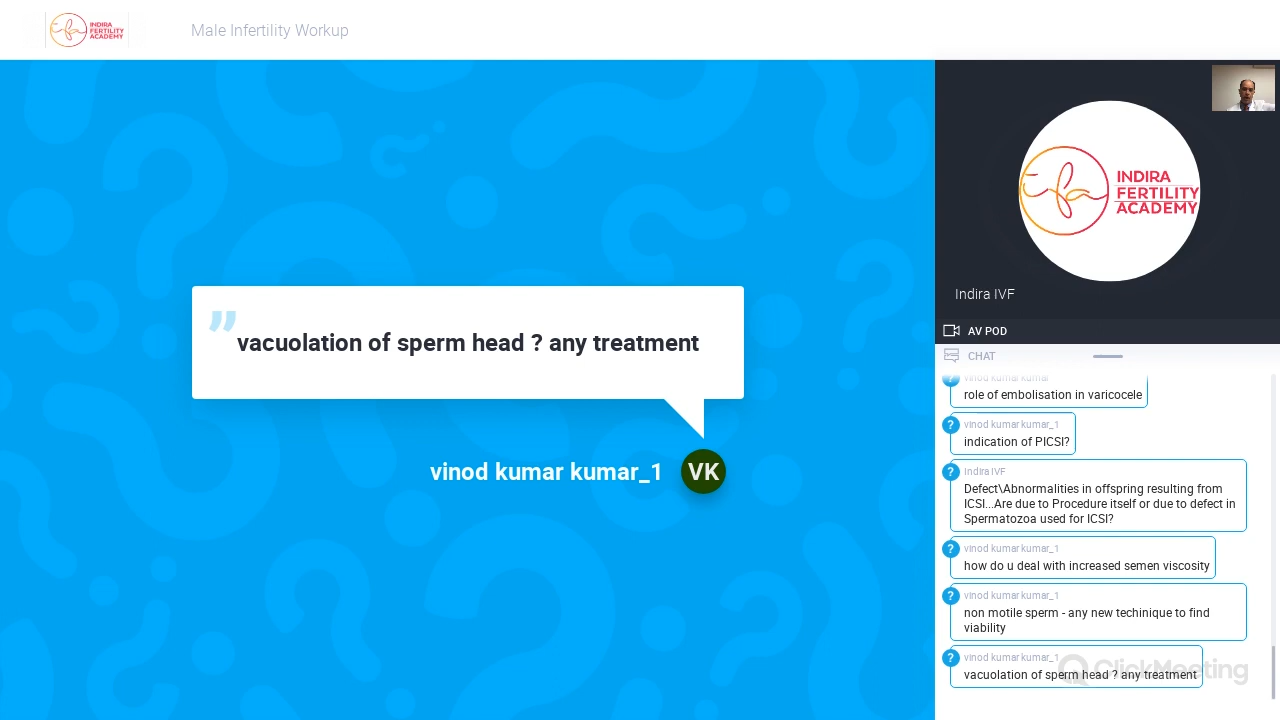 INDIRA
FERTILITY
ACADEMY
Male Infertility Workup
vacuolation of sperm head ? any treatment
vinod kumar kumar_1
VK
INDIRA
FERTILITY
ACADEMY
Indira IVF
AV POD
CHAT
vinod kumar kumar
role of embolisation in varicocele
? vinod kumar kumar_1
indication of PICSI?
? Indira IVF
Defect\Abnormalities in offspring resulting from
ICSI...Are due to Procedure itself or due to defect in
Spermatozoa used for ICSI?
? vinod kumar kumar_1
how do u deal with increased semen viscosity
? vinod kumar kumar_1
non motile sperm - any new techinique to find
viability
? vinod kumar kumar_1
vacuolation of sperm head ? any treatment
ClickMeeting